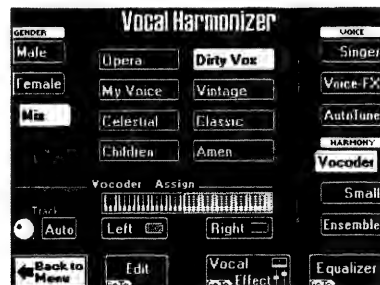 Vocal Harmonizer
GENDER
Male
Female
Mix
Opera
Dirty Vox
My Voice
Vintage
Celestial
Classic
Children
Amen
VOICE
Singer
Voice-FX
AutoTune
HARMONY
Vocoder
Small
Ensemble
Vocoder Assign
Track
Auto
Left
Right
Back to Menu
Edit
Vocal
Effect
Equalizer